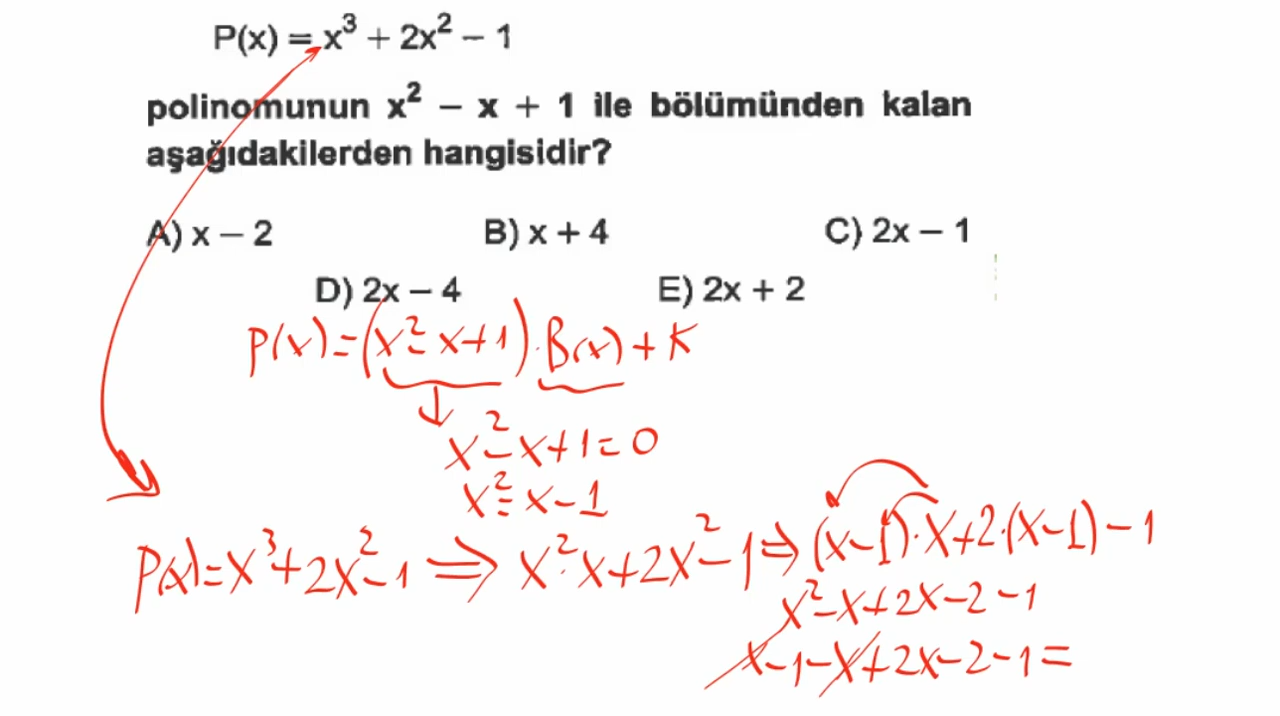 P(x) = x³ + 2x² – 1
polinomunun x² – x + 1 ile bölümünden kalan
aşağıdakilerden hangisidir?
A) x – 2 B) x + 4 C) 2x – 1
D) 2x – 4 E) 2x + 2
P(x)=(x²-x+1).B(x)+K
x²-x+1=0
x²=x-1
P(x)=x³+2x²-1 ⇒ x².x+2x²-1 ⇒ (x-1).x+2.(x-1)-1
x²-x+2x-2-1
x-1-x+2x-2-1=